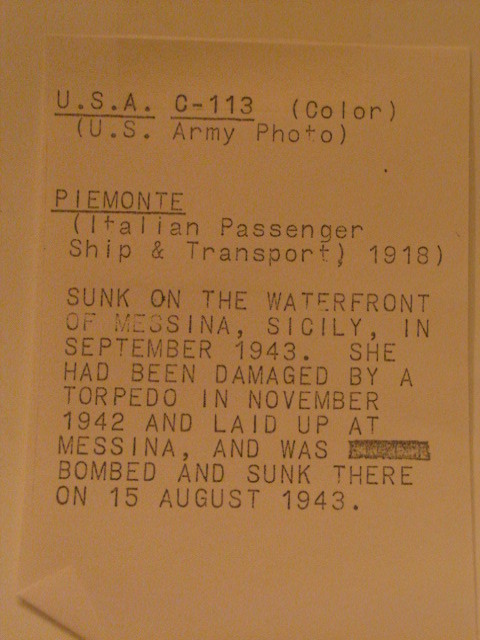 U.S.A. C-113 (Color)
(U.S. Army Photo)
PIEMONTE
(Italian Passenger
Ship & Transport), 1918)
SUNK ON THE WATERFRONT
OF MESSINA, SICILY, IN
SEPTEMBER 1943. SHE
HAD BEEN DAMAGED BY A
TORPEDO IN NOVEMBER
1942 AND LAID UP AT
MESSINA, AND WAS
BOMBED AND SUNK THERE
ON 15 AUGUST 1943.